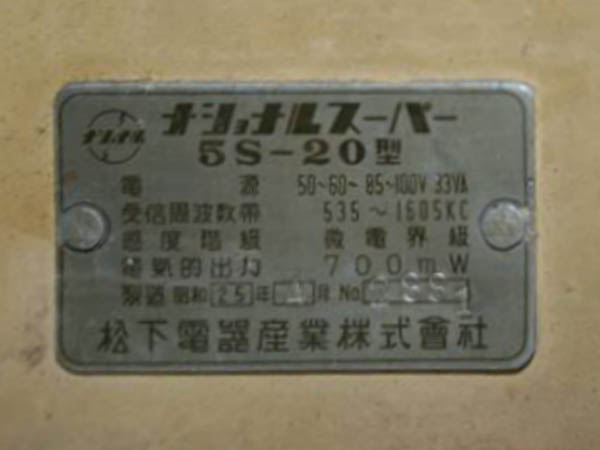 ナショナル
ナショナルスーパー
5S-20型
電源 50~60~ 85~100V 33VA
受信周波数帯 535~1605KC
感度階級 微電界級
電氣的出力 700mW
製造 昭和 25年 月 No
松下電器産業株式會社